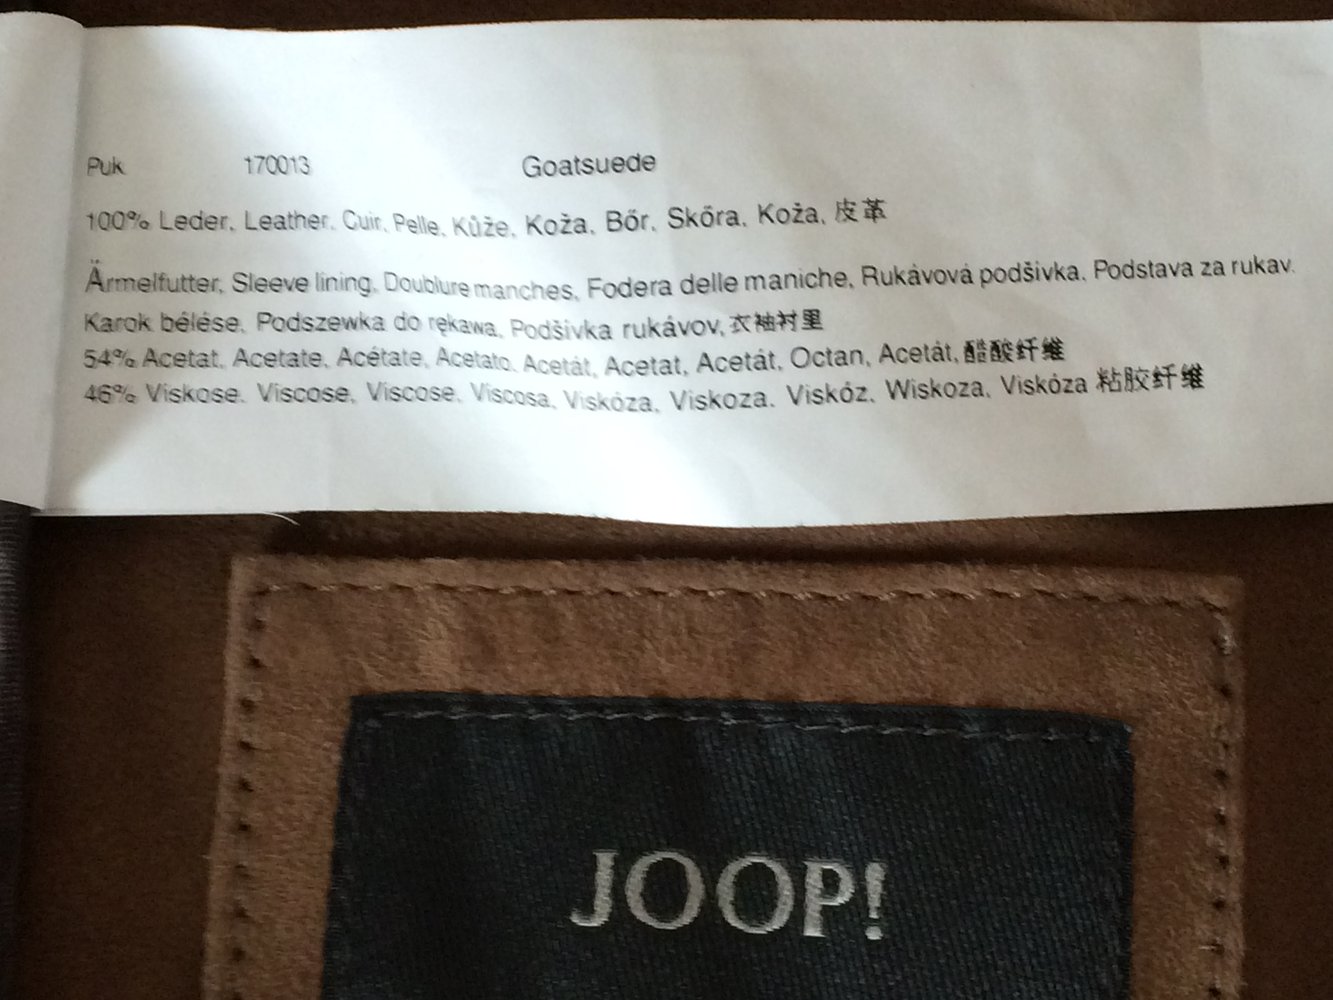 Puk 170013 Goatsuede
100% Leder, Leather, Cuir, Pelle, Kůže, Koža, Bőr, Skőra, Koža, 皮革
Ärmelfutter, Sleeve lining, Doublure manches, Fodera delle maniche, Rukávová podšívka, Podstava za rukav.
Karok bélése, Podszewka do rękawa, Podšívka rukávov, 衣袖衬里
54% Acetat, Acetate, Acétate, Acetato, Acetát, Acetat, Acetát, Octan, Acetát, 醋酸纤维
46% Viskose. Viscose, Viscose, Viscosa, Viskóza, Viskoza. Viskóz. Wiskoza, Viskóza 粘胶纤维
JOOP!